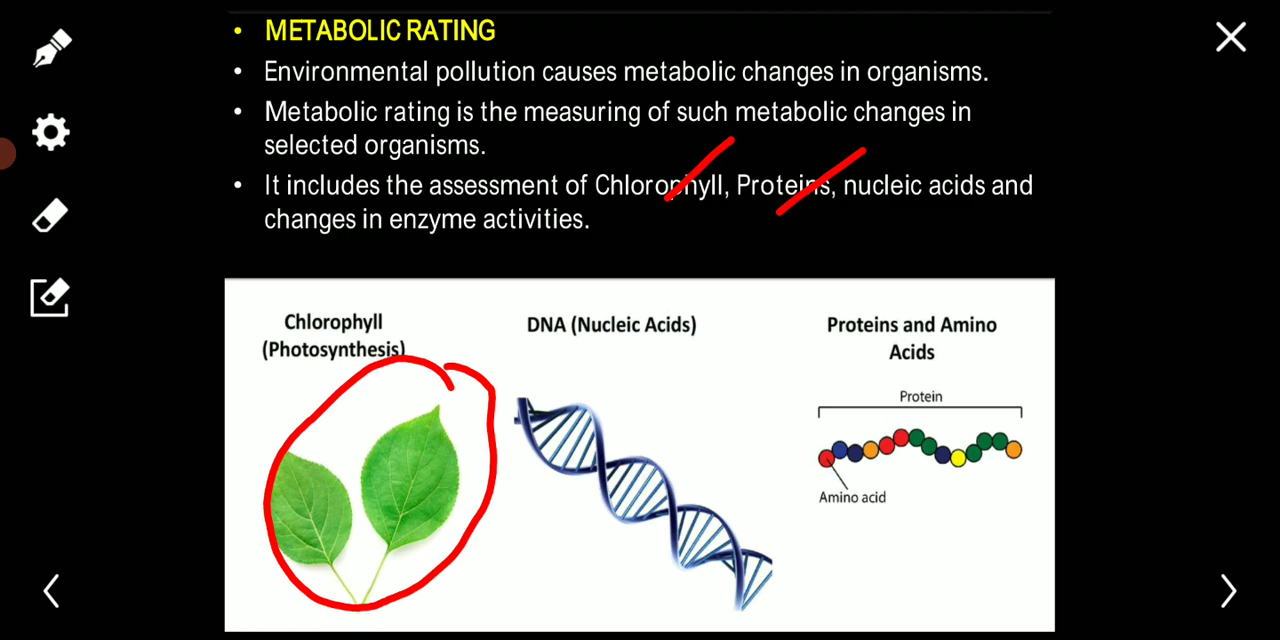 • METABOLIC RATING
• Environmental pollution causes metabolic changes in organisms.
• Metabolic rating is the measuring of such metabolic changes in
selected organisms.
• It includes the assessment of Chlorophyll, Proteins, nucleic acids and
changes in enzyme activities.
Chlorophyll
(Photosynthesis)
DNA (Nucleic Acids)
Proteins and Amino
Acids
Protein
Amino acid